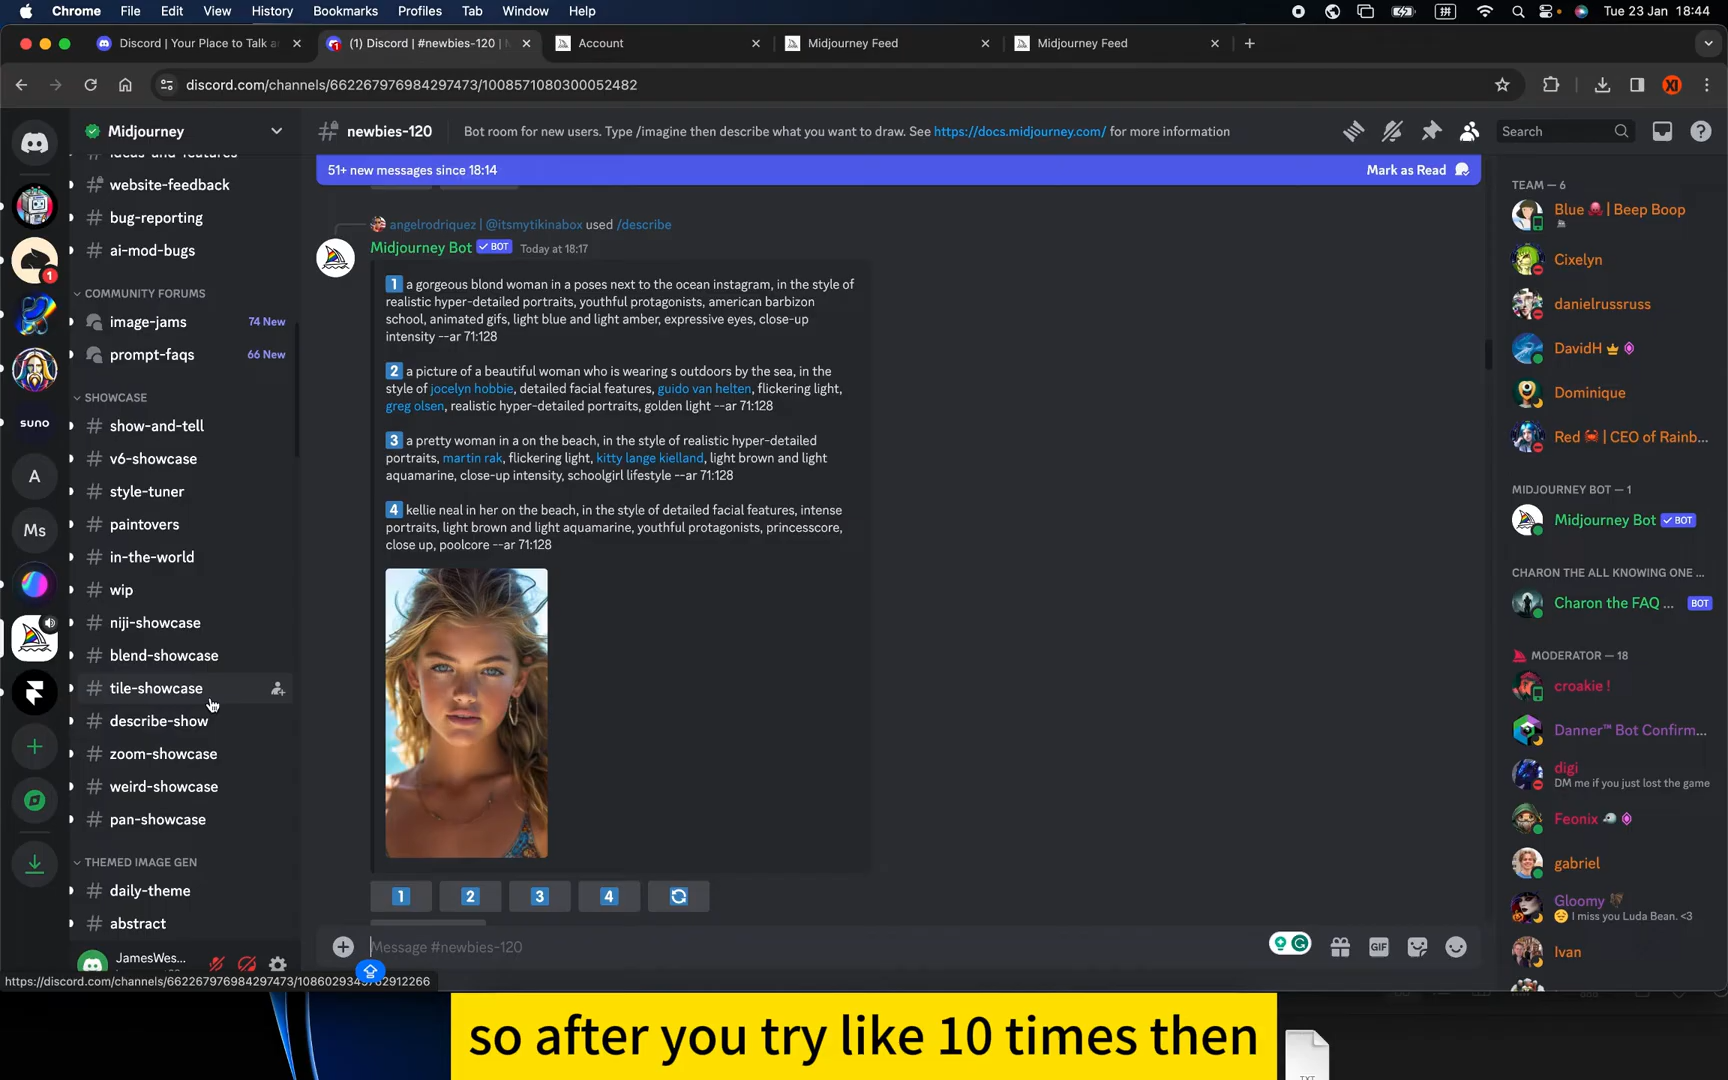 Chrome File Edit View History Bookmarks Profiles Tab Window Help
Tue 23 Jan 18:44
Discord | Your Place to Talk a
(1) Discord | #newbies-120 |
Account
Midjourney Feed
Midjourney Feed
discord.com/channels/662267976984297473/1008571080300052482
XI
Midjourney
ideas-and-features
website-feedback
bug-reporting
ai-mod-bugs
COMMUNITY FORUMS
image-jams 74 New
prompt-faqs 66 New
SHOWCASE
show-and-tell
v6-showcase
style-tuner
paintovers
in-the-world
wip
niji-showcase
blend-showcase
tile-showcase
describe-show
zoom-showcase
weird-showcase
pan-showcase
THEMED IMAGE GEN
daily-theme
abstract
JamesWes...
1
suno
A
Ms
newbies-120
Bot room for new users. Type /imagine then describe what you want to draw. See https://docs.midjourney.com/ for more information
Search
51+ new messages since 18:14
Mark as Read
angelrodriquez | @itsmytikinabox used /describe
Midjourney Bot BOT Today at 18:17
1 a gorgeous blond woman in a poses next to the ocean instagram, in the style of
realistic hyper-detailed portraits, youthful protagonists, american barbizon
school, animated gifs, light blue and light amber, expressive eyes, close-up
intensity --ar 71:128
2 a picture of a beautiful woman who is wearing s outdoors by the sea, in the
style of jocelyn hobbie, detailed facial features, guido van helten, flickering light,
greg olsen, realistic hyper-detailed portraits, golden light --ar 71:128
3 a pretty woman in a on the beach, in the style of realistic hyper-detailed
portraits, martin rak, flickering light, kitty lange kielland, light brown and light
aquamarine, close-up intensity, schoolgirl lifestyle --ar 71:128
4 kellie neal in her on the beach, in the style of detailed facial features, intense
portraits, light brown and light aquamarine, youthful protagonists, princesscore,
close up, poolcore --ar 71:128
1 2 3 4
Message #newbies-120
GIF
TEAM — 6
Blue | Beep Boop
Cixelyn
danielrussruss
DavidH
Dominique
Red | CEO of Rainb...
MIDJOURNEY BOT — 1
Midjourney Bot BOT
CHARON THE ALL KNOWING ONE ...
Charon the FAQ ... BOT
MODERATOR — 18
croakie !
Danner™ Bot Confirm...
digi
DM me if you just lost the game
Feonix
gabriel
Gloomy
I miss you Luda Bean. <3
Ivan
so after you try like 10 times then
TXT